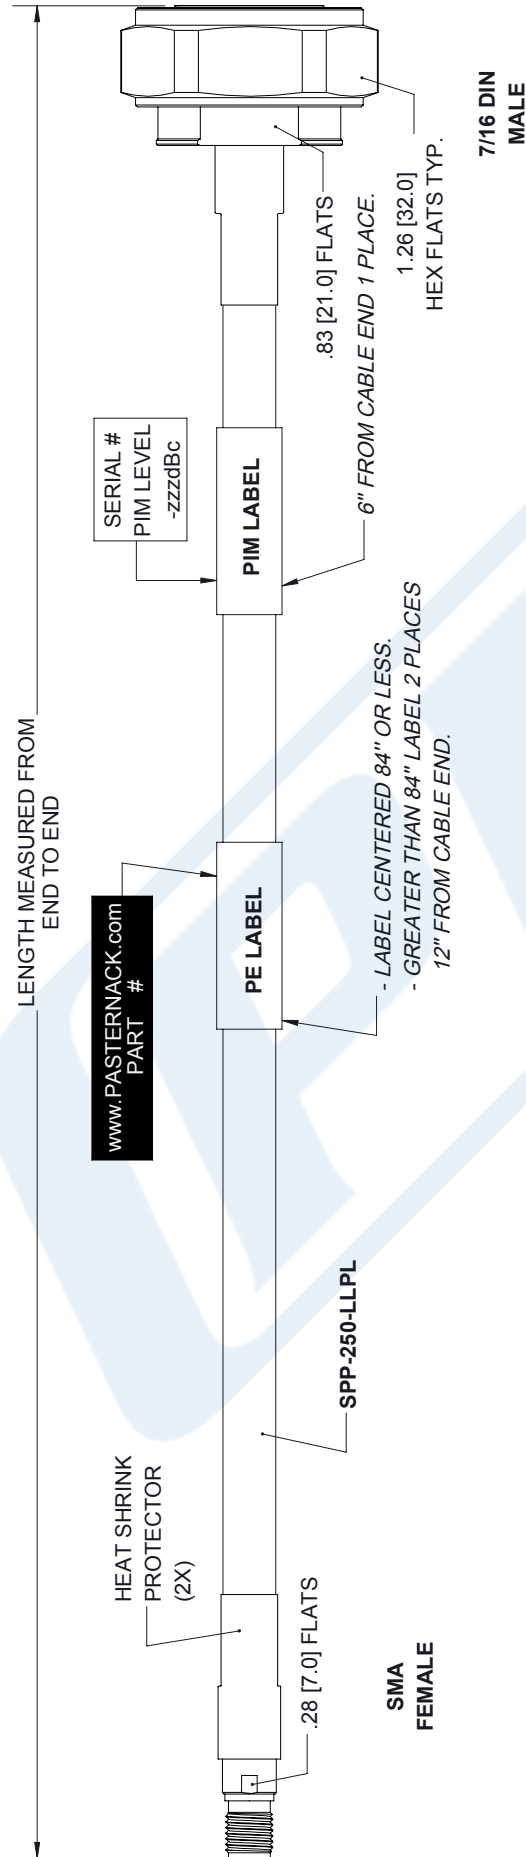 LENGTH MEASURED FROM
END TO END
HEAT SHRINK
PROTECTOR
(2X)
www.PASTERNACK.com
PART #
SERIAL #
PIM LEVEL
-zzzdBc
PE LABEL
PIM LABEL
.28 [7.0] FLATS
SPP-250-LLPL
- LABEL CENTERED 84" OR LESS.
- GREATER THAN 84" LABEL 2 PLACES
12" FROM CABLE END.
6" FROM CABLE END 1 PLACE.
.83 [21.0] FLATS
1.26 [32.0]
HEX FLATS TYP.
SMA
FEMALE
7/16 DIN
MALE